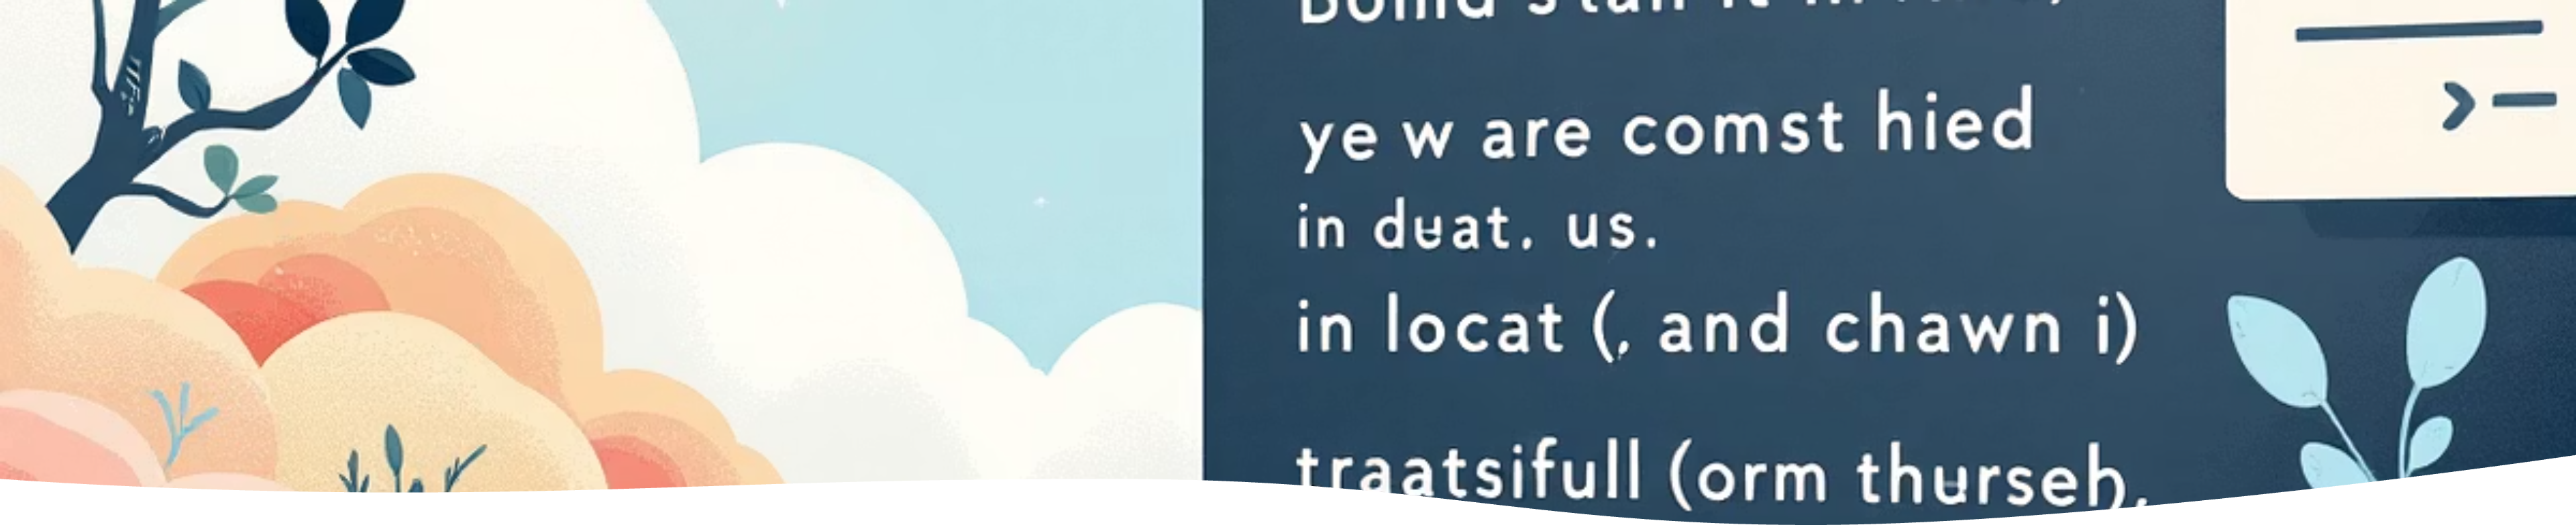 ye w are comst hied
in duat. us.
in locat (, and chawn i)
traatsifull (orm thurseh.